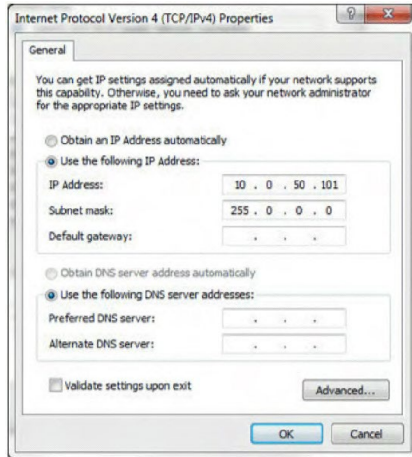 Internet Protocol Version 4 (TCP/IPv4) Properties
General
You can get IP settings assigned automatically if your network supports
this capability. Otherwise, you need to ask your network administrator
for the appropriate IP settings.
Obtain an IP Address automatically
Use the following IP Address:
IP Address: 10 . 0 . 50 . 101
Subnet mask: 255 . 0 . 0 . 0
Default gateway: . . .
Obtain DNS server address automatically
Use the following DNS server addresses:
Preferred DNS server: . . .
Alternate DNS server: . . .
Validate settings upon exit
Advanced...
OK Cancel